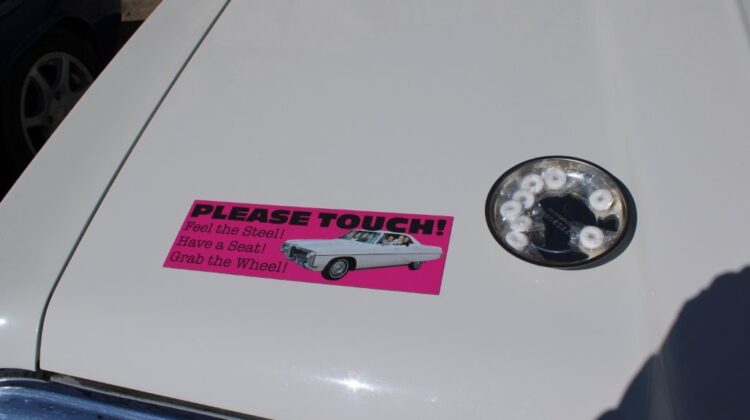 PLEASE TOUCH!
Feel the Steel!
Have a Seat!
Grab the Wheel!